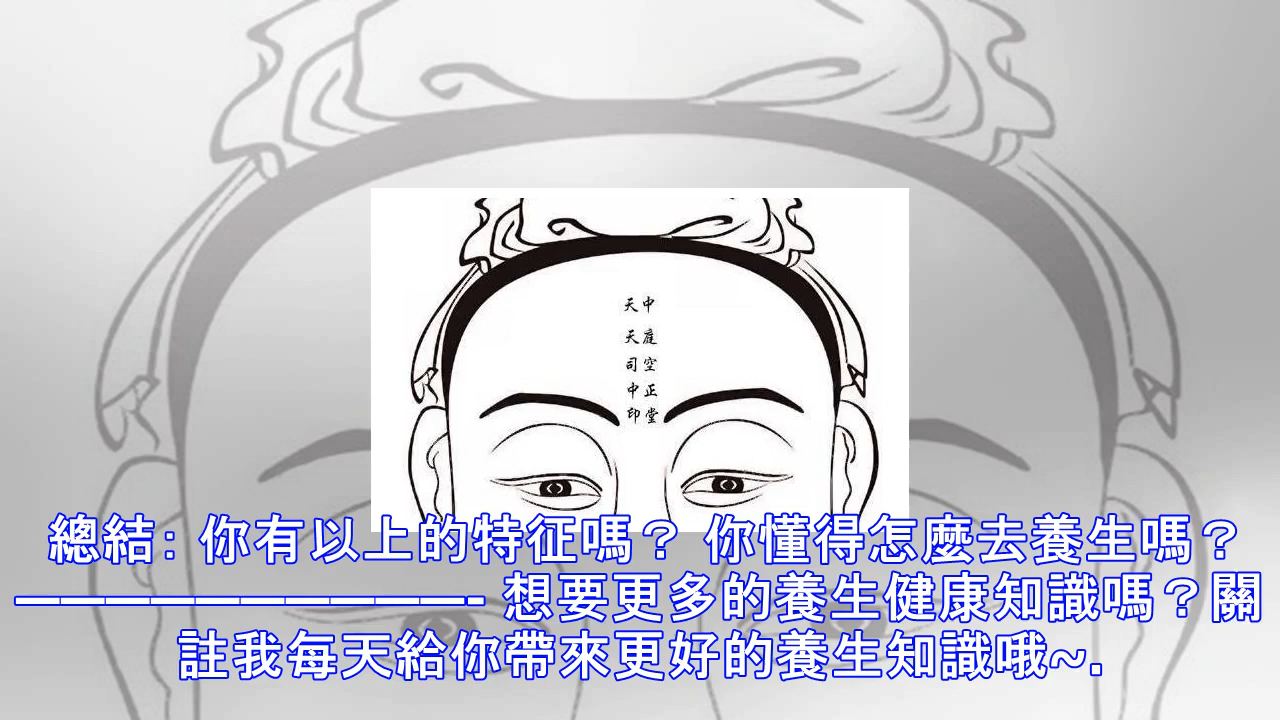 天中
天庭
司空
中正
印堂
總結: 你有以上的特征嗎？ 你懂得怎麼去養生嗎？
——————————- 想要更多的養生健康知識嗎？關
註我每天給你帶來更好的養生知識哦~.